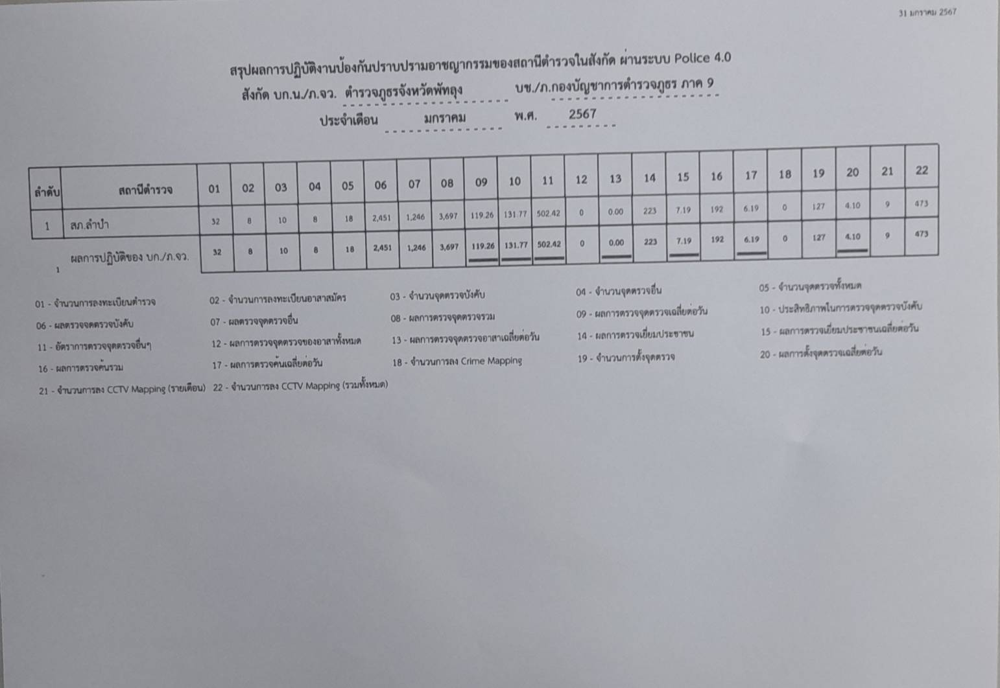 31 มกราคม 2567
สรุปผลการปฏิบัติงานป้องกันปราบปรามอาชญากรรมของสถานีตำรวจในสังกัด ผ่านระบบ Police 4.0
สังกัด บก.น./ภ.จว. ตำรวจภูธรจังหวัดพัทลุง บช./ภ.กองบัญชาการตำรวจภูธร ภาค 9
ประจำเดือน มกราคม พ.ศ. 2567
ลำดับ สถานีตำรวจ 01 02 03 04 05 06 07 08 09 10 11 12 13 14 15 16 17 18 19 20 21 22
1 สภ.ลำปำ 32 8 10 8 18 2,451 1,246 3,697 119.26 131.77 502.42 0 0.00 223 7.19 192 6.19 0 127 4.10 9 473
1 ผลการปฏิบัติของ บก./ภ.จว. 32 8 10 8 18 2,451 1,246 3,697 119.26 131.77 502.42 0 0.00 223 7.19 192 6.19 0 127 4.10 9 473
01 - จำนวนการลงทะเบียนตำรวจ 02 - จำนวนการลงทะเบียนอาสาสมัคร 03 - จำนวนจุดตรวจบังคับ 04 - จำนวนจุดตรวจอื่น 05 - จำนวนจุดตรวจทั้งหมด
06 - ผลตรวจจุดตรวจบังคับ 07 - ผลตรวจจุดตรวจอื่น 08 - ผลการตรวจจุดตรวจรวม 09 - ผลการตรวจจุดตรวจเฉลี่ยต่อวัน 10 - ประสิทธิภาพในการตรวจจุดตรวจบังคับ
11 - อัตราการตรวจจุดตรวจอื่นๆ 12 - ผลการตรวจจุดตรวจของอาสาทั้งหมด 13 - ผลการตรวจจุดตรวจอาสาเฉลี่ยต่อวัน 14 - ผลการตรวจเยี่ยมประชาชน 15 - ผลการตรวจเยี่ยมประชาชนเฉลี่ยต่อวัน
16 - ผลการตรวจค้นรวม 17 - ผลการตรวจค้นเฉลี่ยต่อวัน 18 - จำนวนการลง Crime Mapping 19 - จำนวนการตั้งจุดตรวจ 20 - ผลการตั้งจุดตรวจเฉลี่ยต่อวัน
21 - จำนวนการลง CCTV Mapping (รายเดือน) 22 - จำนวนการลง CCTV Mapping (รวมทั้งหมด)